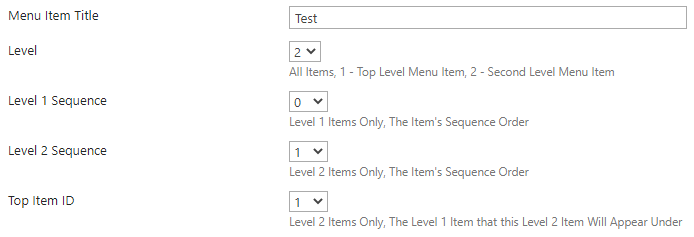 Menu Item Title Test
Level 2
All Items, 1 - Top Level Menu Item, 2 - Second Level Menu Item
Level 1 Sequence 0
Level 1 Items Only, The Item's Sequence Order
Level 2 Sequence 1
Level 2 Items Only, The Item's Sequence Order
Top Item ID 1
Level 2 Items Only, The Level 1 Item that this Level 2 Item Will Appear Under